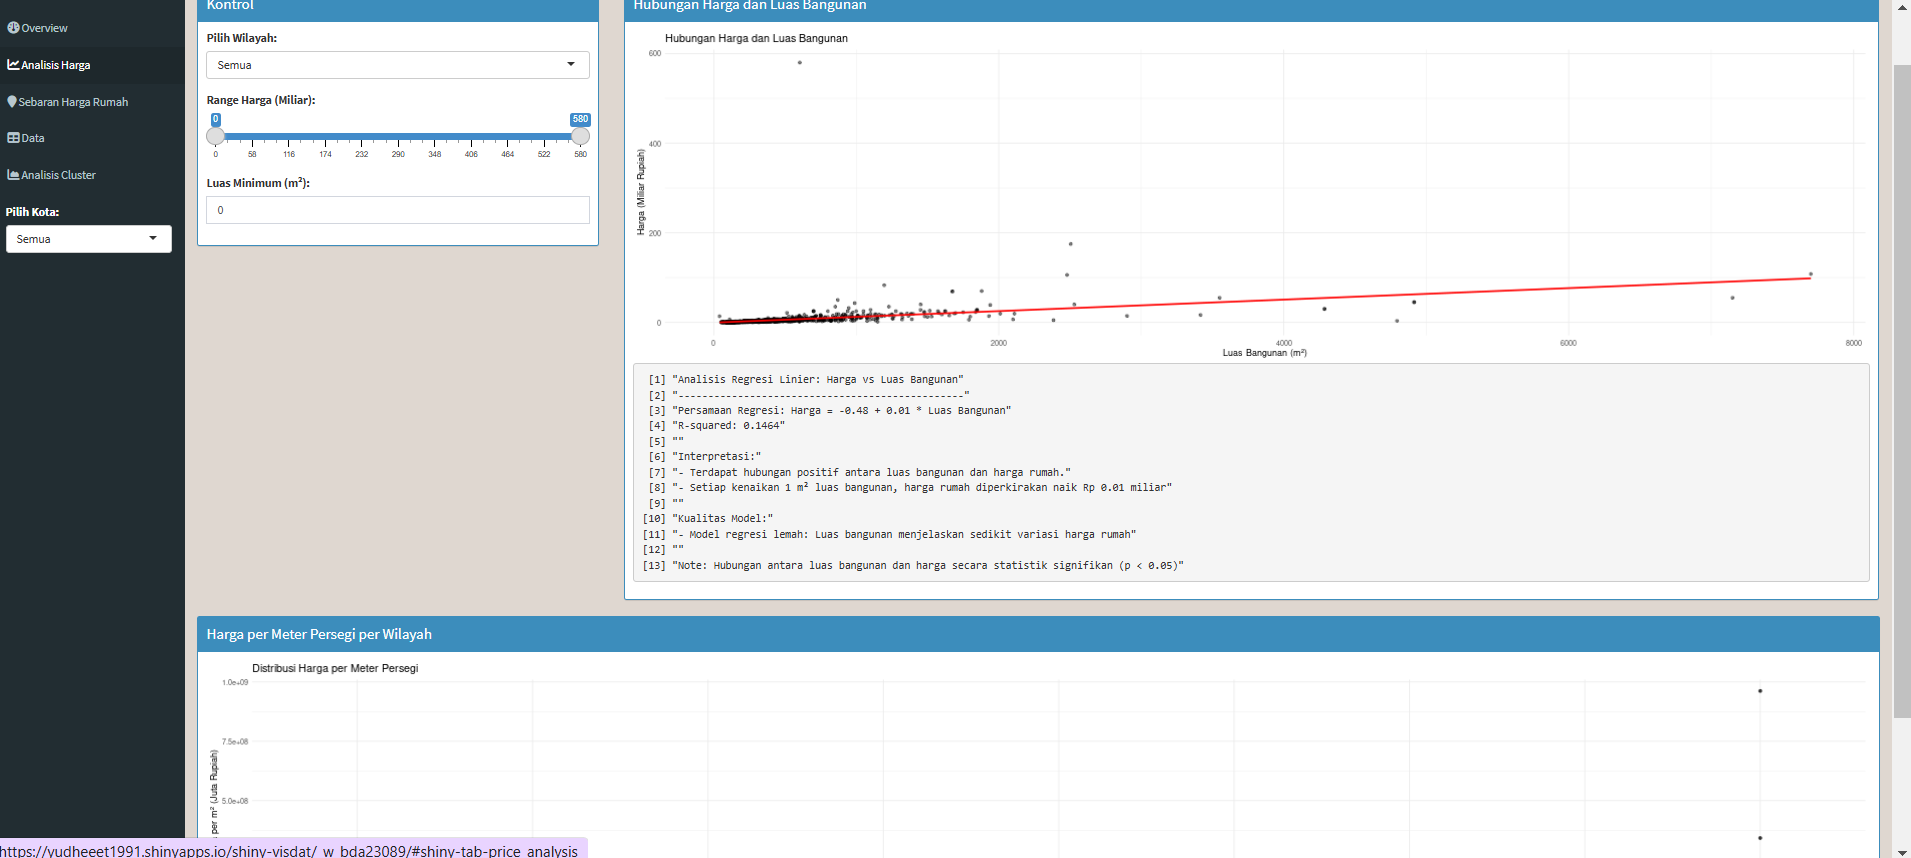 Overview
Analisis Harga
Sebaran Harga Rumah
Data
Analisis Cluster
Pilih Kota:
Semua
Kontrol
Pilih Wilayah:
Semua
Range Harga (Miliar):
0 580
0 58 116 174 232 290 348 406 464 522 580
Luas Minimum (m²):
0
Hubungan Harga dan Luas Bangunan
Hubungan Harga dan Luas Bangunan
600
400
200
0
Harga (Miliar Rupiah)
0 2000 4000 6000 8000
Luas Bangunan (m²)
[1] "Analisis Regresi Linier: Harga vs Luas Bangunan"
[2] "------------------------------------------------"
[3] "Persamaan Regresi: Harga = -0.48 + 0.01 * Luas Bangunan"
[4] "R-squared: 0.1464"
[5] ""
[6] "Interpretasi:"
[7] "- Terdapat hubungan positif antara luas bangunan dan harga rumah."
[8] "- Setiap kenaikan 1 m² luas bangunan, harga rumah diperkirakan naik Rp 0.01 miliar"
[9] ""
[10] "Kualitas Model:"
[11] "- Model regresi lemah: Luas bangunan menjelaskan sedikit variasi harga rumah"
[12] ""
[13] "Note: Hubungan antara luas bangunan dan harga secara statistik signifikan (p < 0.05)"
Harga per Meter Persegi per Wilayah
Distribusi Harga per Meter Persegi
1.0e+09
7.5e+08
5.0e+08
per m² (Juta Rupiah)
https://yudheeet1991.shinyapps.io/shiny-visdat/_w_bda23089/#shiny-tab-price_analysis